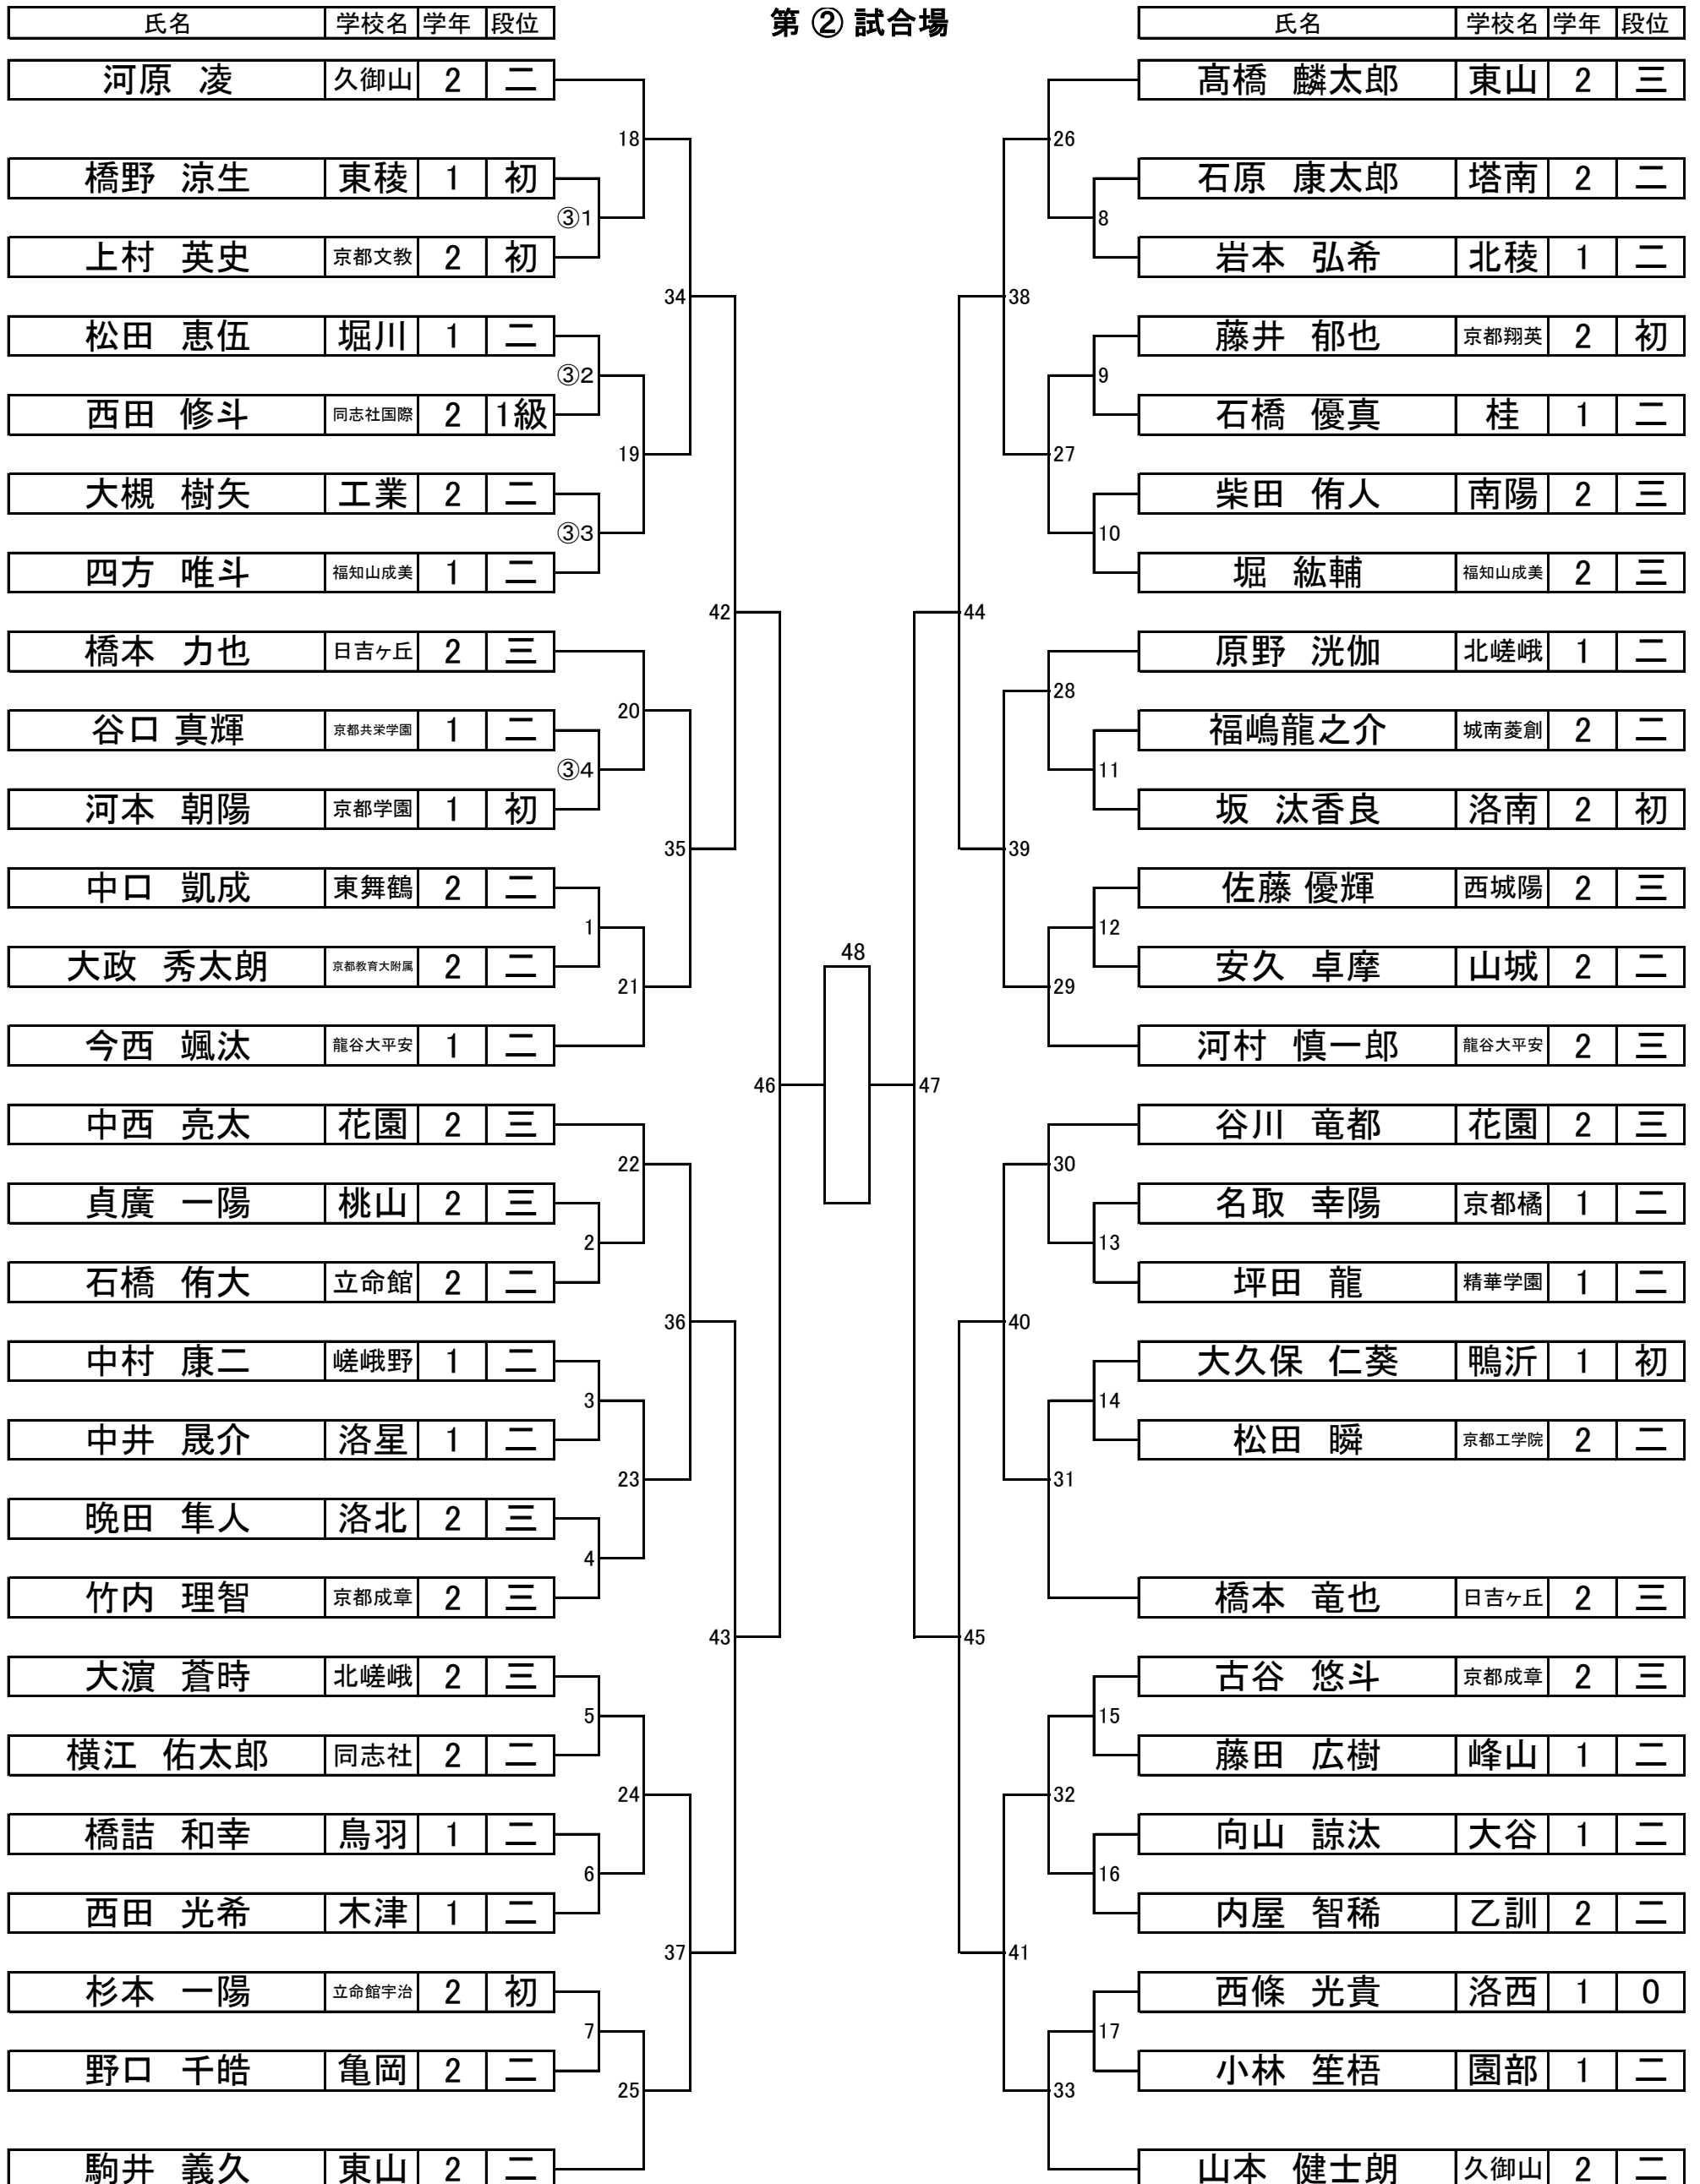 第 ② 試合場
氏名 学校名 学年 段位
河原 凌 久御山 2 二
橋野 涼生 東稜 1 初
上村 英史 京都文教 2 初
松田 恵伍 堀川 1 二
西田 修斗 同志社国際 2 1級
大槻 樹矢 工業 2 二
四方 唯斗 福知山成美 1 二
橋本 力也 日吉ヶ丘 2 三
谷口 真輝 京都共栄学園 1 二
河本 朝陽 京都学園 1 初
中口 凱成 東舞鶴 2 二
大政 秀太朗 京都教育大附属 2 二
今西 颯汰 龍谷大平安 1 二
中西 亮太 花園 2 三
貞廣 一陽 桃山 2 三
石橋 侑大 立命館 2 二
中村 康二 嵯峨野 1 二
中井 晟介 洛星 1 二
晩田 隼人 洛北 2 三
竹内 理智 京都成章 2 三
大濵 蒼時 北嵯峨 2 三
横江 佑太郎 同志社 2 二
橋詰 和幸 鳥羽 1 二
西田 光希 木津 1 二
杉本 一陽 立命館宇治 2 初
野口 千皓 亀岡 2 二
駒井 義久 東山 2 二
③1
③2
③3
③4
1
2
3
4
5
6
7
18
19
20
21
22
23
24
25
34
35
36
37
42
43
46
48
47
44
45
38
39
40
41
26
27
28
29
30
31
32
33
8
9
10
11
12
13
14
15
16
17
氏名 学校名 学年 段位
髙橋 麟太郎 東山 2 三
石原 康太郎 塔南 2 二
岩本 弘希 北稜 1 二
藤井 郁也 京都翔英 2 初
石橋 優真 桂 1 二
柴田 侑人 南陽 2 三
堀 紘輔 福知山成美 2 三
原野 洸伽 北嵯峨 1 二
福嶋龍之介 城南菱創 2 二
坂 汰香良 洛南 2 初
佐藤 優輝 西城陽 2 三
安久 卓摩 山城 2 二
河村 慎一郎 龍谷大平安 2 三
谷川 竜都 花園 2 三
名取 幸陽 京都橘 1 二
坪田 龍 精華学園 1 二
大久保 仁葵 鴨沂 1 初
松田 瞬 京都工学院 2 二
橋本 竜也 日吉ヶ丘 2 三
古谷 悠斗 京都成章 2 三
藤田 広樹 峰山 1 二
向山 諒汰 大谷 1 二
内屋 智稀 乙訓 2 二
西條 光貴 洛西 1 0
小林 笙梧 園部 1 二
山本 健士朗 久御山 2 二